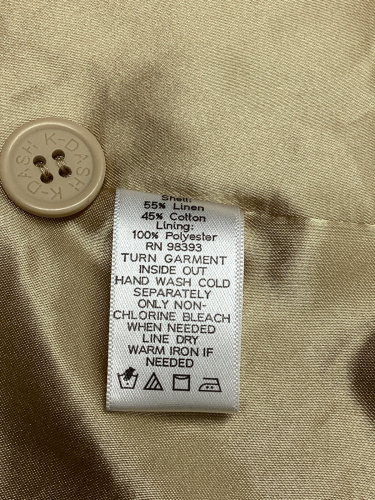 K-DASH K-DASH
Shell:
55% Linen
45% Cotton
Lining:
100% Polyester
RN 98393
TURN GARMENT
INSIDE OUT
HAND WASH COLD
SEPARATELY
ONLY NON-
CHLORINE BLEACH
WHEN NEEDED
LINE DRY
WARM IRON IF
NEEDED